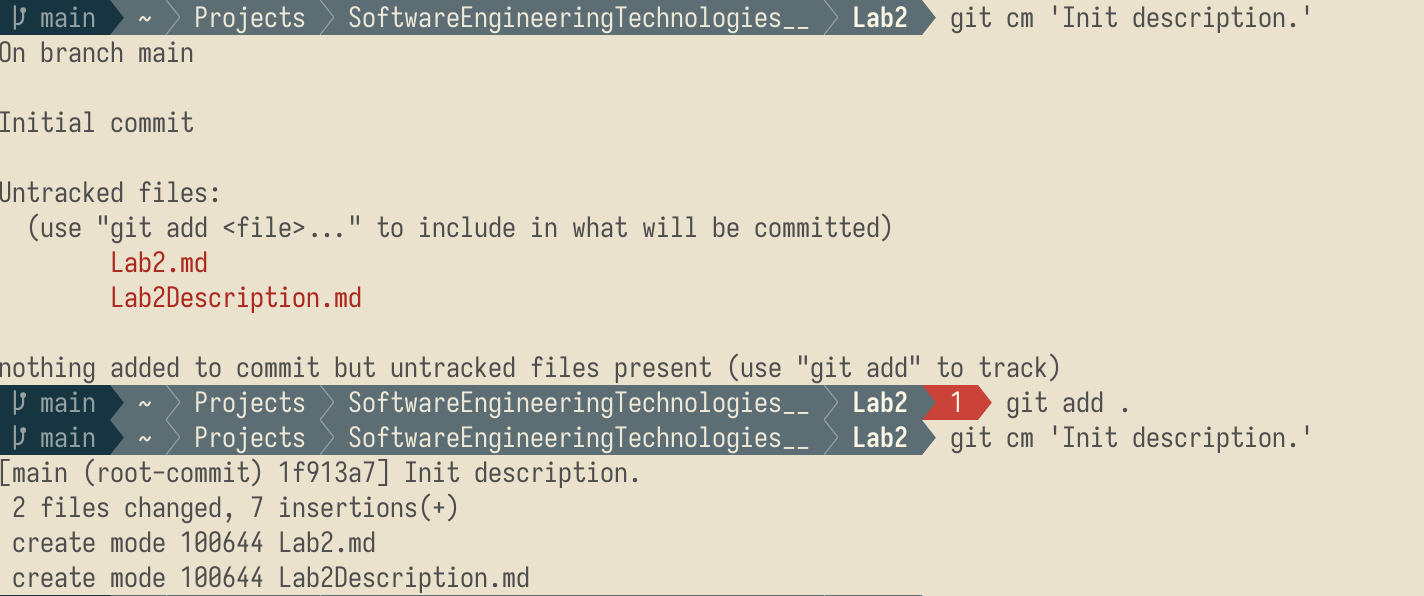 main ~ Projects SoftwareEngineeringTechnologies__ Lab2 git cm 'Init description.'
On branch main
Initial commit
Untracked files:
(use "git add <file>..." to include in what will be committed)
Lab2.md
Lab2Description.md
nothing added to commit but untracked files present (use "git add" to track)
main ~ Projects SoftwareEngineeringTechnologies__ Lab2 1 git add .
main ~ Projects SoftwareEngineeringTechnologies__ Lab2 git cm 'Init description.'
[main (root-commit) 1f913a7] Init description.
2 files changed, 7 insertions(+)
create mode 100644 Lab2.md
create mode 100644 Lab2Description.md